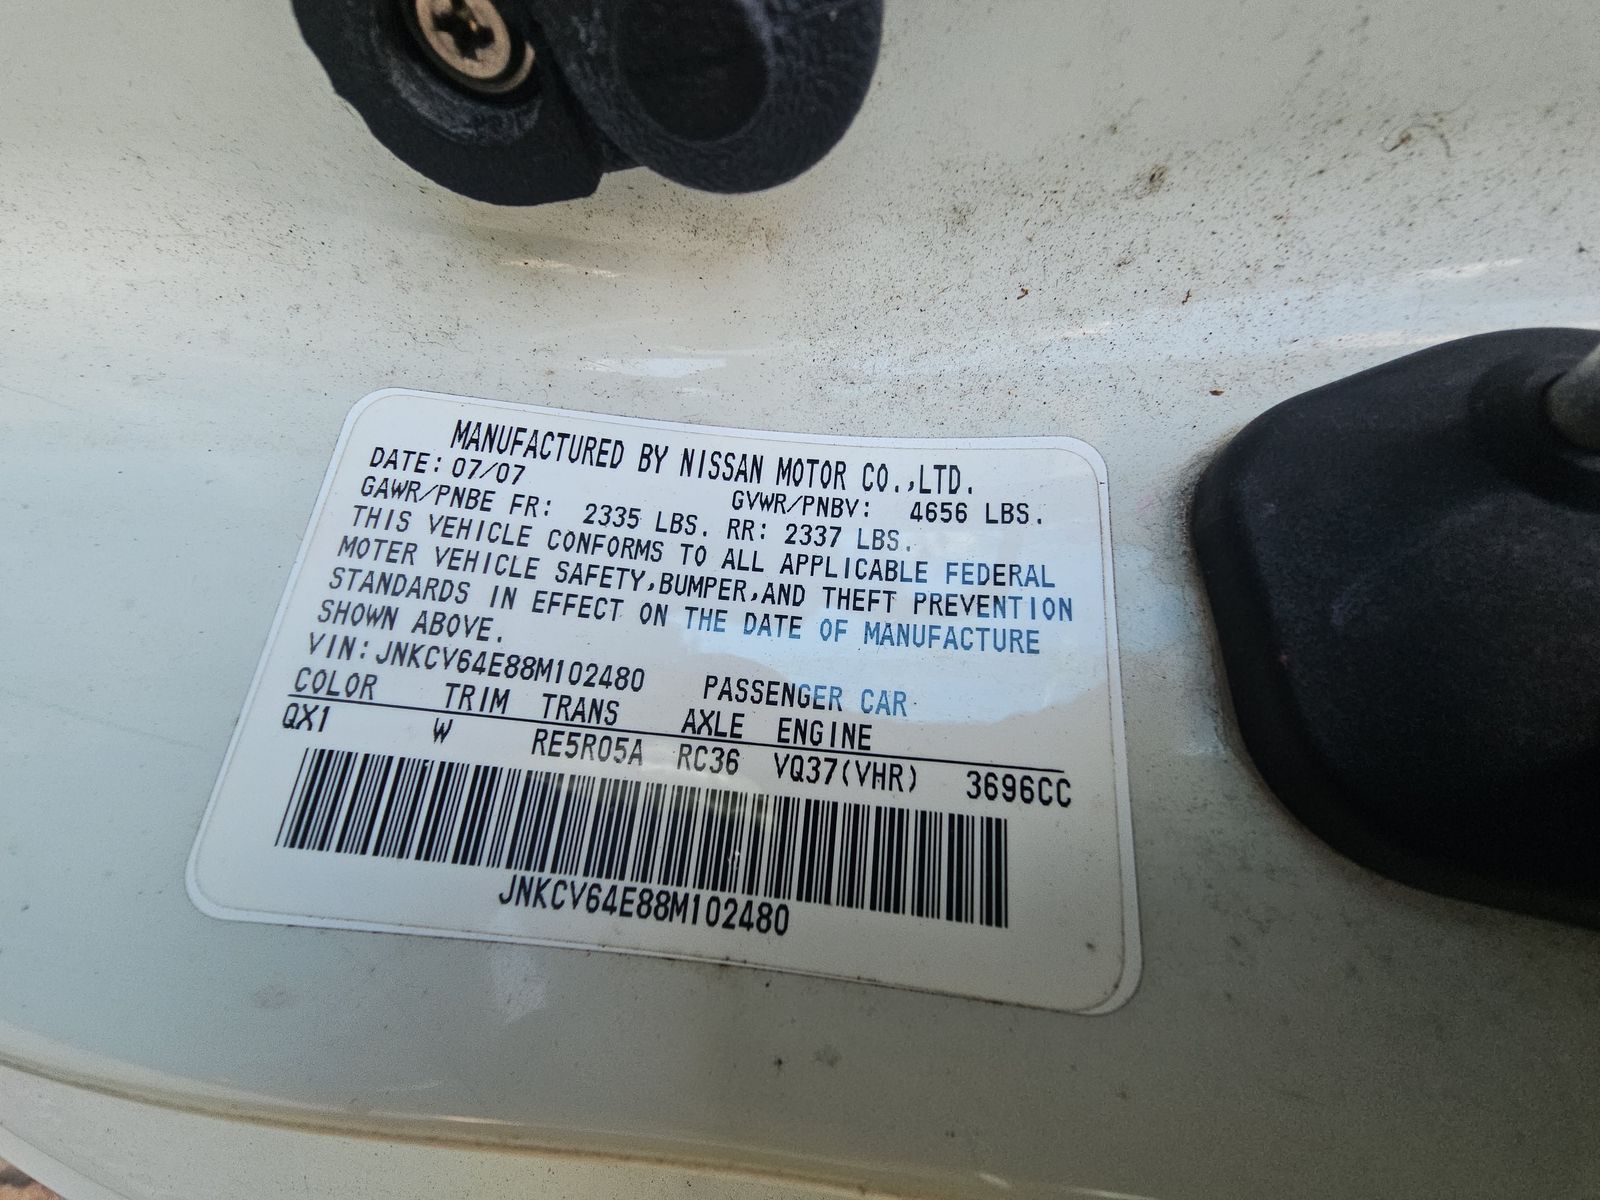 MANUFACTURED BY NISSAN MOTOR CO.,LTD.
DATE: 07/07 GVWR/PNBV: 4656 LBS.
GAWR/PNBE FR: 2335 LBS. RR: 2337 LBS.
THIS VEHICLE CONFORMS TO ALL APPLICABLE FEDERAL
MOTER VEHICLE SAFETY,BUMPER,AND THEFT PREVENTION
STANDARDS IN EFFECT ON THE DATE OF MANUFACTURE
SHOWN ABOVE.
VIN: JNKCV64E88M102480 PASSENGER CAR
COLOR TRIM TRANS AXLE ENGINE
QX1 W RE5R05A RC36 VQ37(VHR) 3696CC
JNKCV64E88M102480